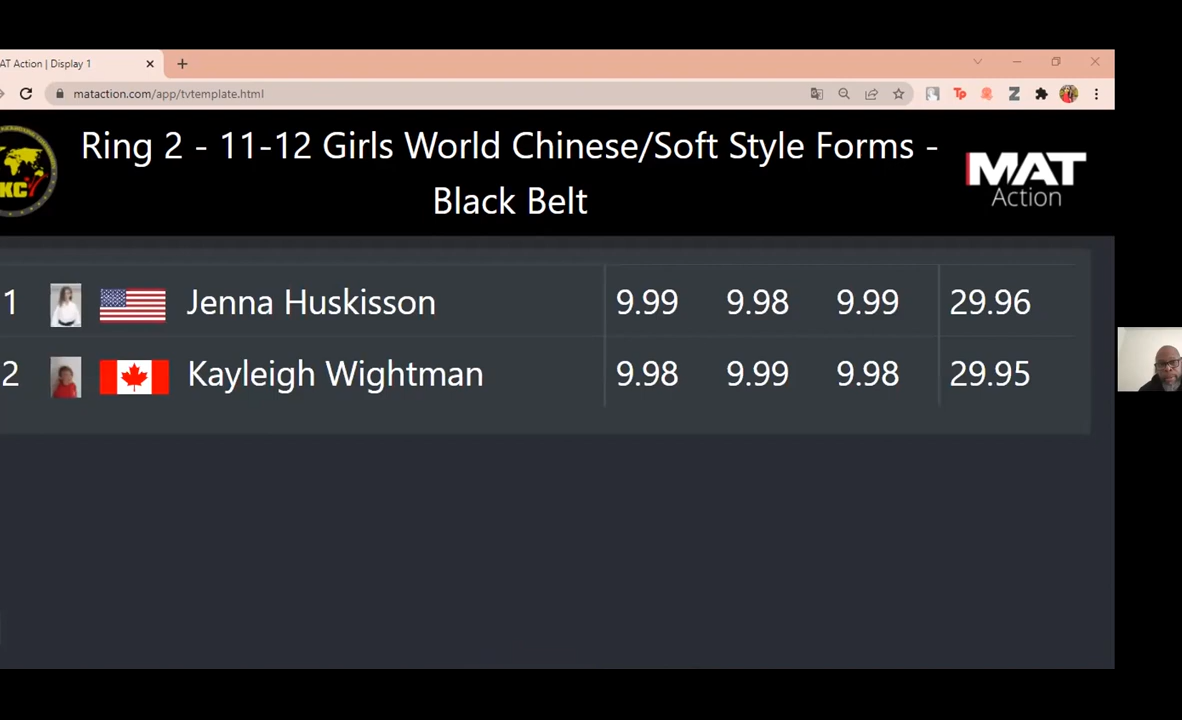 AT Action | Display 1
mataction.com/app/tvtemplate.html
Ring 2 - 11-12 Girls World Chinese/Soft Style Forms -
Black Belt
KC
MAT
Action
1 Jenna Huskisson 9.99 9.98 9.99 29.96
2 Kayleigh Wightman 9.98 9.99 9.98 29.95